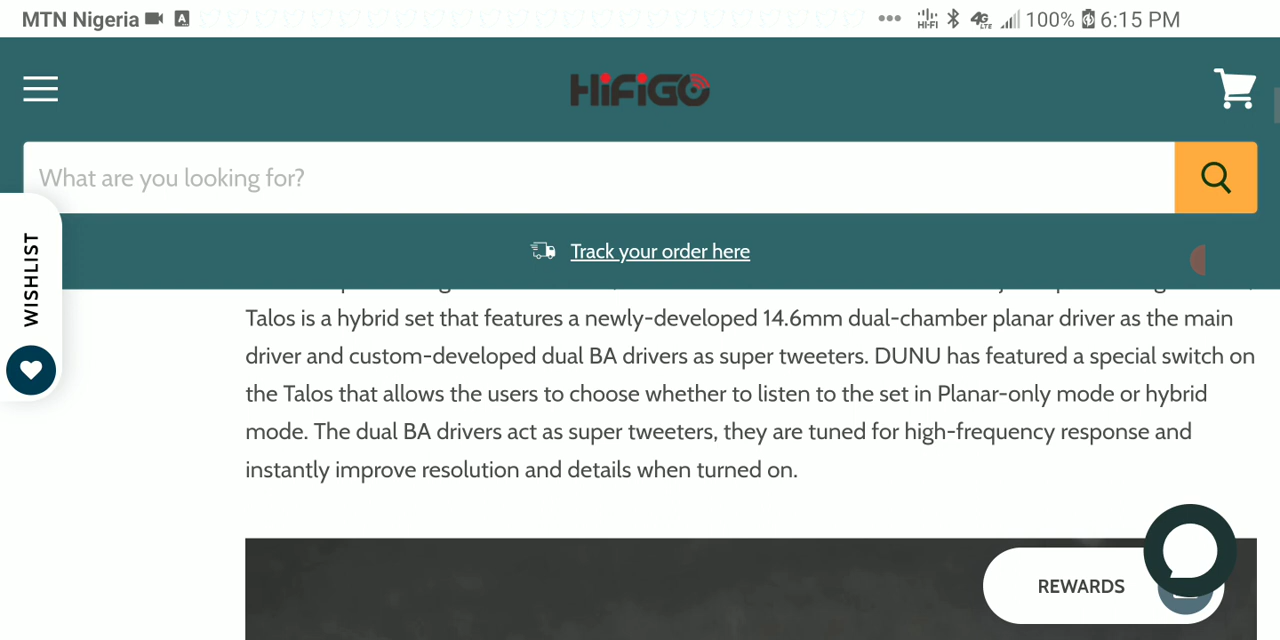 MTN Nigeria
HI-FI 4G LTE 100% 6:15 PM
HiFiGO
What are you looking for?
WISHLIST
Track your order here
Talos is a hybrid set that features a newly-developed 14.6mm dual-chamber planar driver as the main
driver and custom-developed dual BA drivers as super tweeters. DUNU has featured a special switch on
the Talos that allows the users to choose whether to listen to the set in Planar-only mode or hybrid
mode. The dual BA drivers act as super tweeters, they are tuned for high-frequency response and
instantly improve resolution and details when turned on.
REWARDS